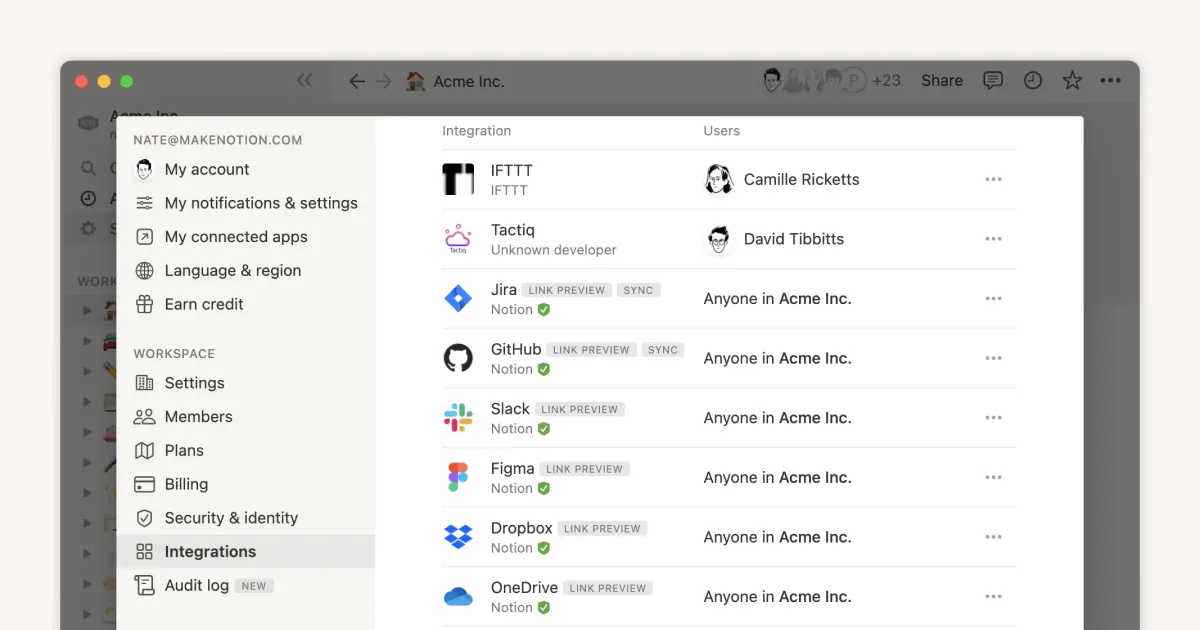 Acme Inc.
P
+23
Share
Acme Inc
NATE@MAKENOTION.COM
My account
My notifications & settings
My connected apps
Language & region
Earn credit
WORK
WORKSPACE
Settings
Members
Plans
Billing
Security & identity
Integrations
Audit log NEW
Integration Users
IFTTT
IFTTT
Camille Ricketts
Tactiq
Tactiq
Unknown developer
David Tibbitts
Jira LINK PREVIEW SYNC
Notion
Anyone in Acme Inc.
GitHub LINK PREVIEW SYNC
Notion
Anyone in Acme Inc.
Slack LINK PREVIEW
Notion
Anyone in Acme Inc.
Figma LINK PREVIEW
Notion
Anyone in Acme Inc.
Dropbox LINK PREVIEW
Notion
Anyone in Acme Inc.
OneDrive LINK PREVIEW
Notion
Anyone in Acme Inc.